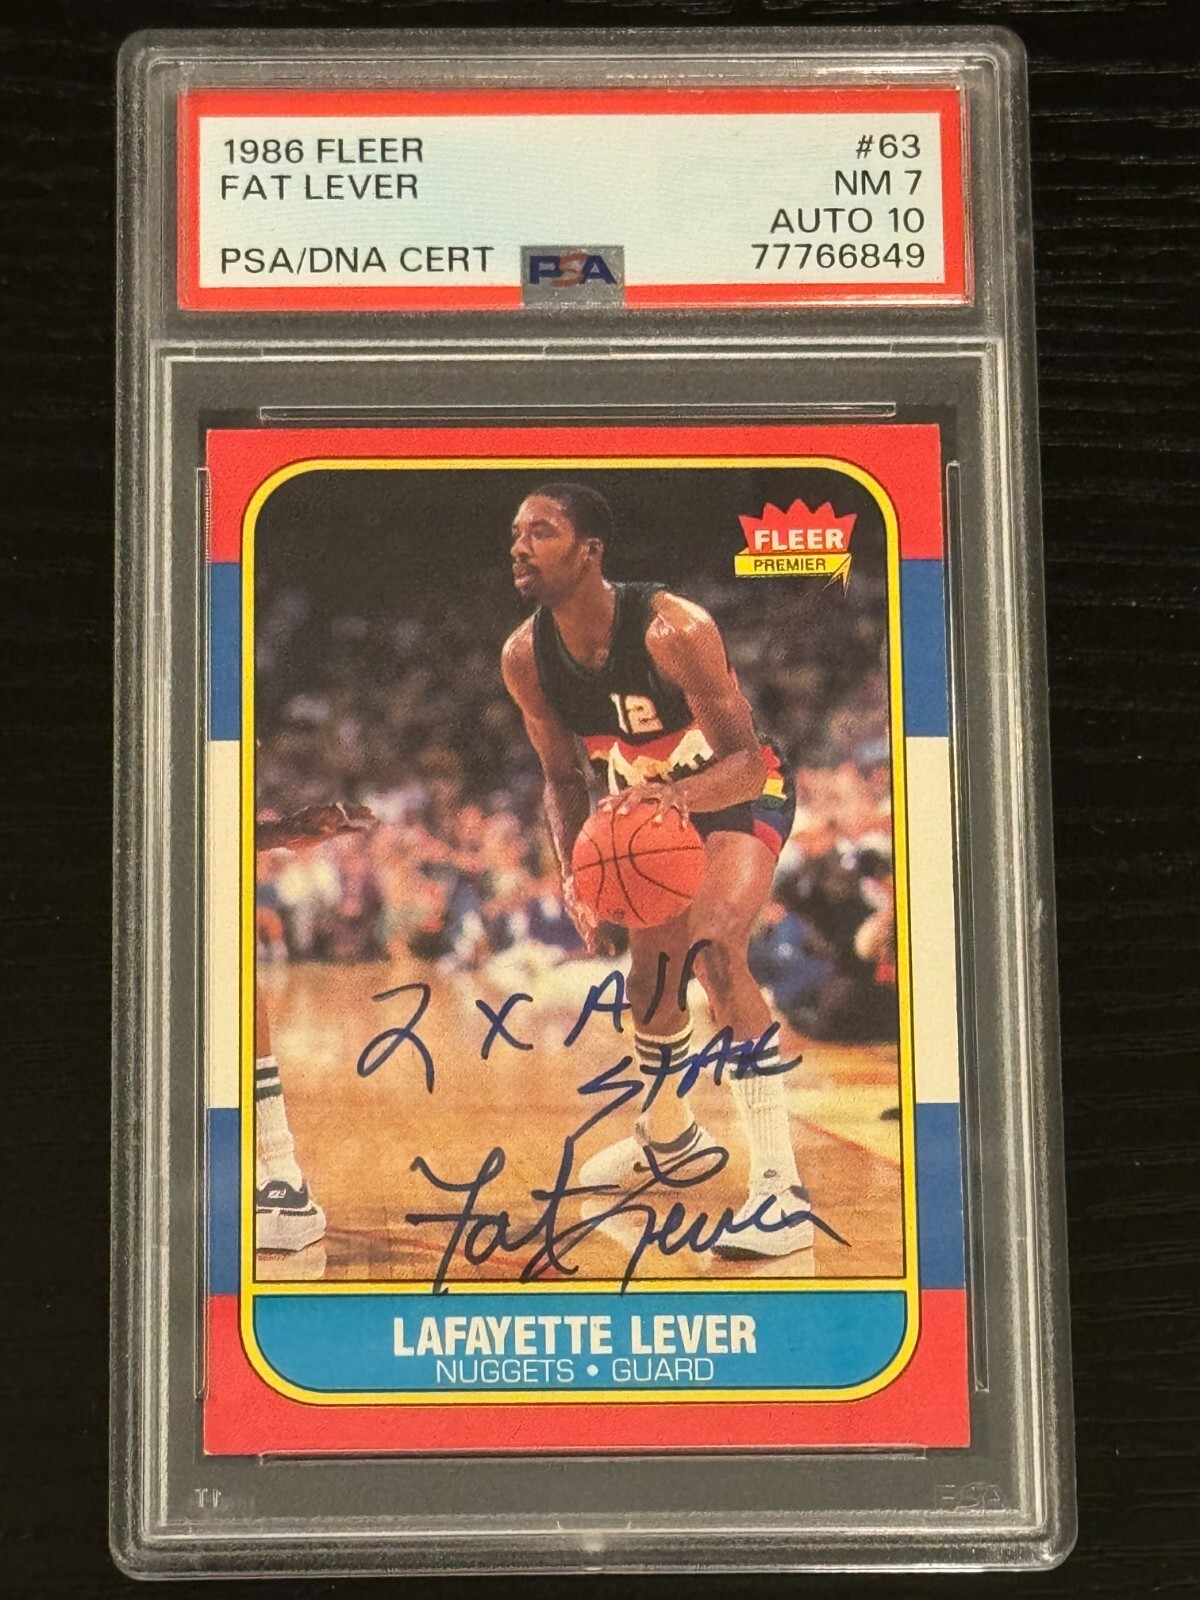 1986 FLEER #63
FAT LEVER NM 7
AUTO 10
PSA/DNA CERT PSA 77766849
FLEER
PREMIER
12
2 x All
STAR
Fat Lever
LAFAYETTE LEVER
NUGGETS • GUARD
PSA